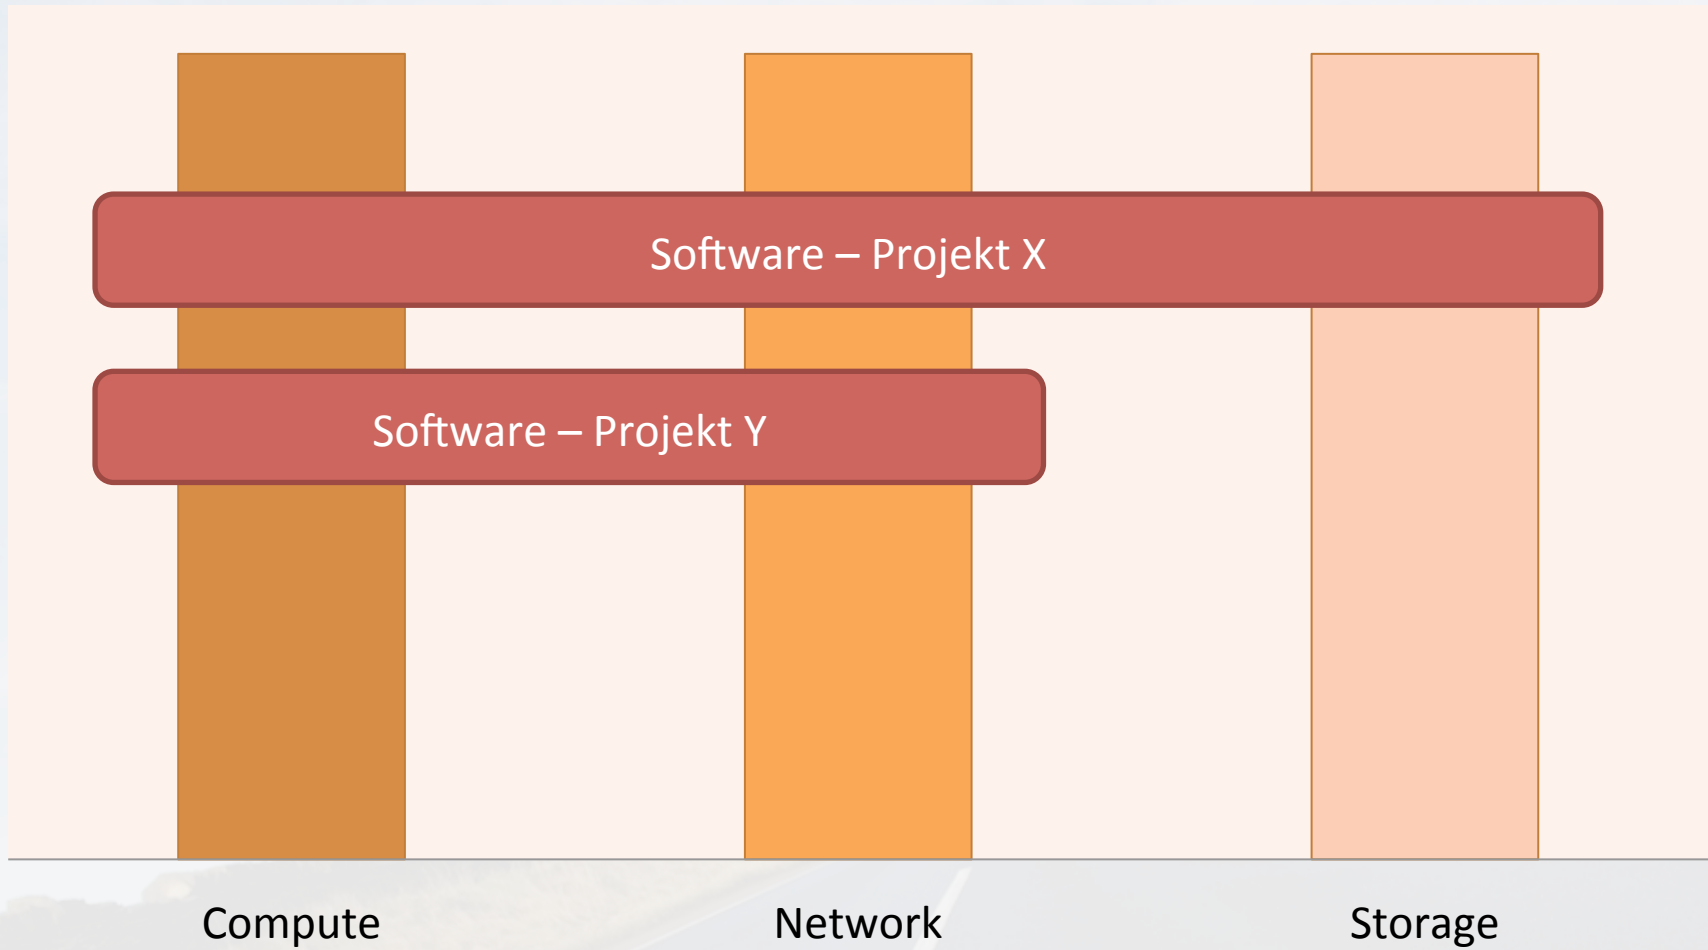 Software – Projekt X
Software – Projekt Y
Compute
Network
Storage